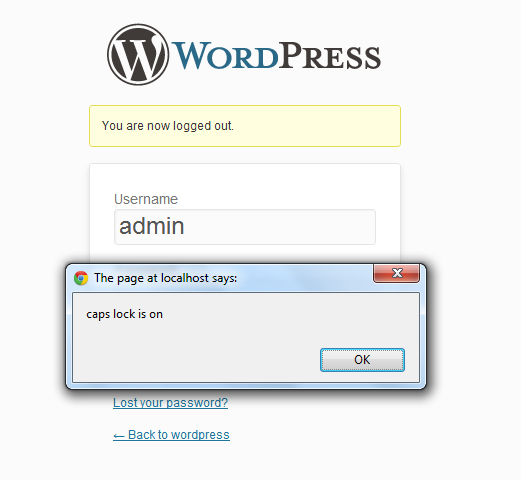 WORDPRESS
You are now logged out.
Username
admin
The page at localhost says:
caps lock is on
OK
Lost your password?
← Back to wordpress